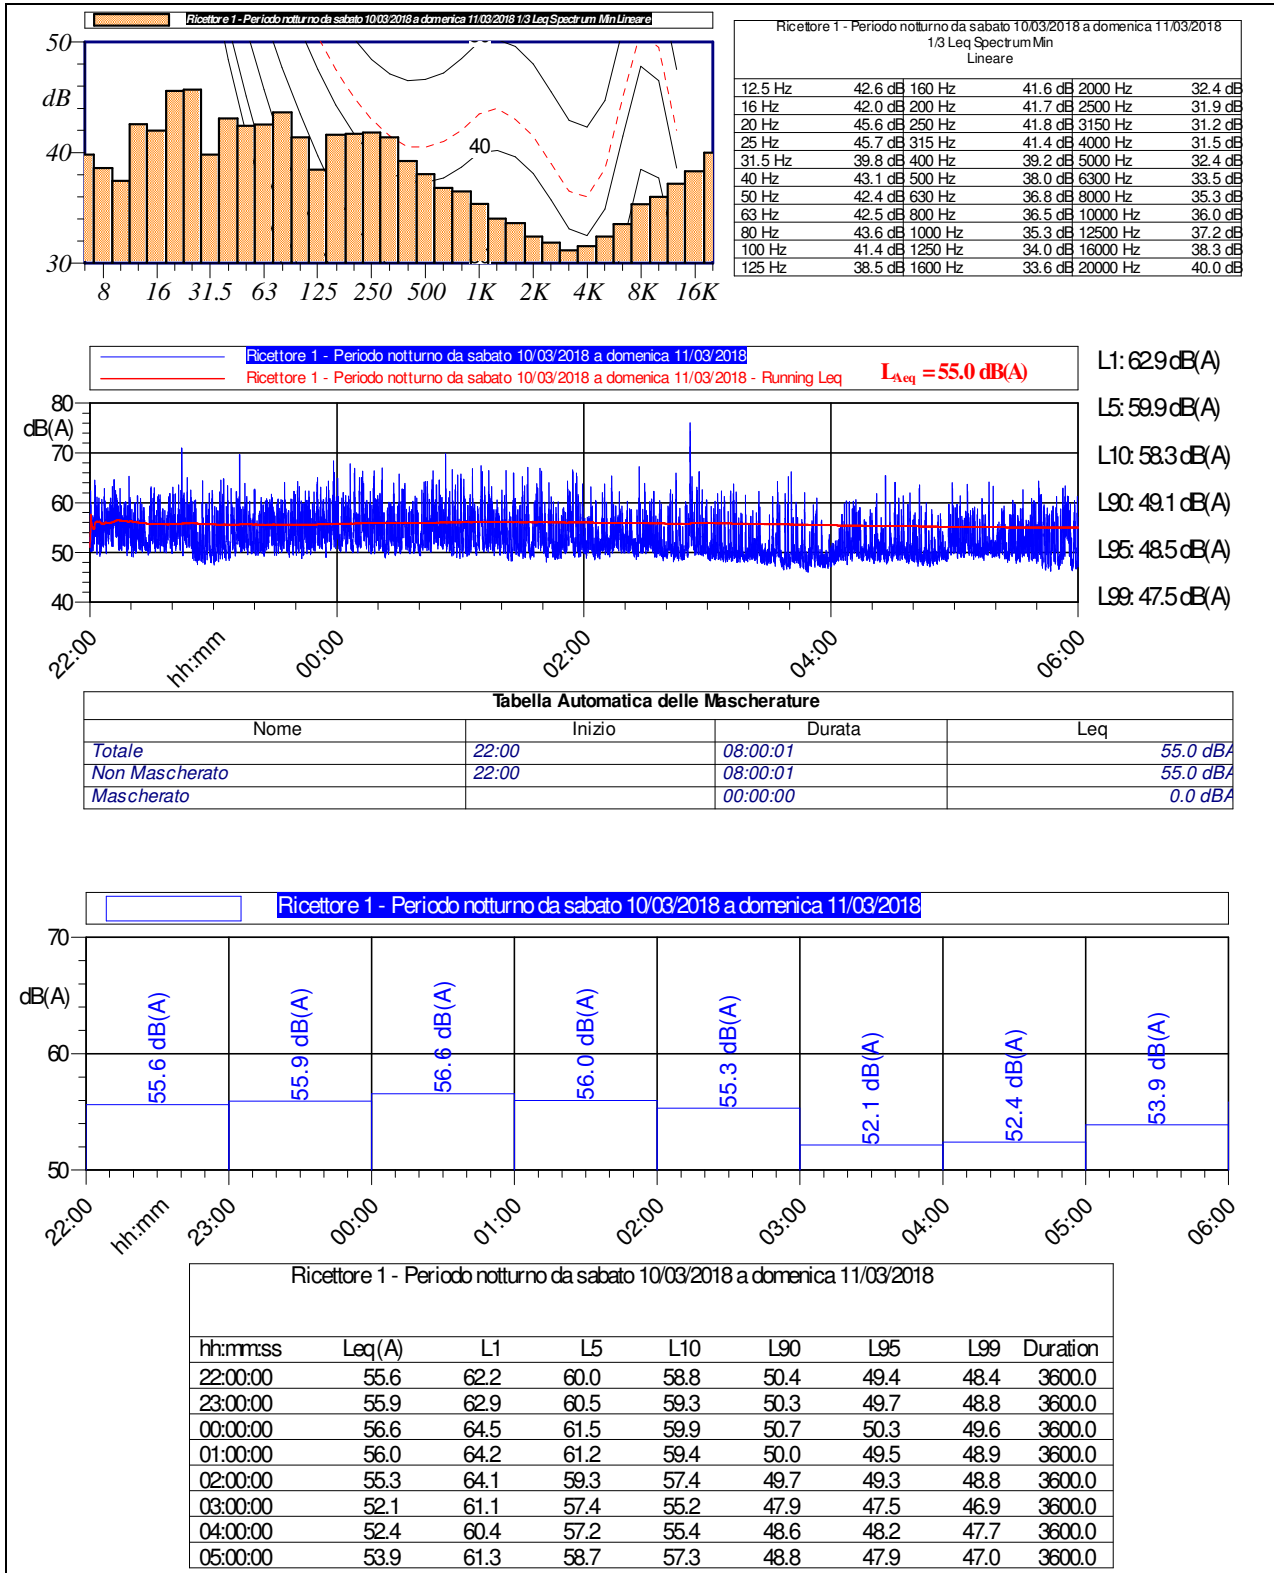 Ricettore 1 - Periodo notturno da sabato 10/03/2018 a domenica 11/03/2018 1/3 Leq Spectrum Min Lineare
50
dB
40
30
40
8 16 31.5 63 125 250 500 1K 2K 4K 8K 16K
Ricettore 1 - Periodo notturno da sabato 10/03/2018 a domenica 11/03/2018
1/3 Leq Spectrum Min
Lineare
12.5 Hz 42.6 dB 160 Hz 41.6 dB 2000 Hz 32.4 dB
16 Hz 42.0 dB 200 Hz 41.7 dB 2500 Hz 31.9 dB
20 Hz 45.6 dB 250 Hz 41.8 dB 3150 Hz 31.2 dB
25 Hz 45.7 dB 315 Hz 41.4 dB 4000 Hz 31.5 dB
31.5 Hz 39.8 dB 400 Hz 39.2 dB 5000 Hz 32.4 dB
40 Hz 43.1 dB 500 Hz 38.0 dB 6300 Hz 33.5 dB
50 Hz 42.4 dB 630 Hz 36.8 dB 8000 Hz 35.3 dB
63 Hz 42.5 dB 800 Hz 36.5 dB 10000 Hz 36.0 dB
80 Hz 43.6 dB 1000 Hz 35.3 dB 12500 Hz 37.2 dB
100 Hz 41.4 dB 1250 Hz 34.0 dB 16000 Hz 38.3 dB
125 Hz 38.5 dB 1600 Hz 33.6 dB 20000 Hz 40.0 dB
Ricettore 1 - Periodo notturno da sabato 10/03/2018 a domenica 11/03/2018
Ricettore 1 - Periodo notturno da sabato 10/03/2018 a domenica 11/03/2018 - Running Leq
LAeq = 55.0 dB(A)
L1: 62.9 dB(A)
L5: 59.9 dB(A)
L10: 58.3 dB(A)
L90: 49.1 dB(A)
L95: 48.5 dB(A)
L99: 47.5 dB(A)
80
dB(A)
70
60
50
40
22:00 hh:mm 00:00 02:00 04:00 06:00
Tabella Automatica delle Mascherature
Nome Inizio Durata Leq
Totale 22:00 08:00:01 55.0 dBA
Non Mascherato 22:00 08:00:01 55.0 dBA
Mascherato 00:00:00 0.0 dBA
Ricettore 1 - Periodo notturno da sabato 10/03/2018 a domenica 11/03/2018
70
dB(A)
60
50
55.6 dB(A)
55.9 dB(A)
56.6 dB(A)
56.0 dB(A)
55.3 dB(A)
52.1 dB(A)
52.4 dB(A)
53.9 dB(A)
22:00 hh:mm 23:00 00:00 01:00 02:00 03:00 04:00 05:00 06:00
Ricettore 1 - Periodo notturno da sabato 10/03/2018 a domenica 11/03/2018
hh:mm:ss Leq(A) L1 L5 L10 L90 L95 L99 Duration
22:00:00 55.6 62.2 60.0 58.8 50.4 49.4 48.4 3600.0
23:00:00 55.9 62.9 60.5 59.3 50.3 49.7 48.8 3600.0
00:00:00 56.6 64.5 61.5 59.9 50.7 50.3 49.6 3600.0
01:00:00 56.0 64.2 61.2 59.4 50.0 49.5 48.9 3600.0
02:00:00 55.3 64.1 59.3 57.4 49.7 49.3 48.8 3600.0
03:00:00 52.1 61.1 57.4 55.2 47.9 47.5 46.9 3600.0
04:00:00 52.4 60.4 57.2 55.4 48.6 48.2 47.7 3600.0
05:00:00 53.9 61.3 58.7 57.3 48.8 47.9 47.0 3600.0